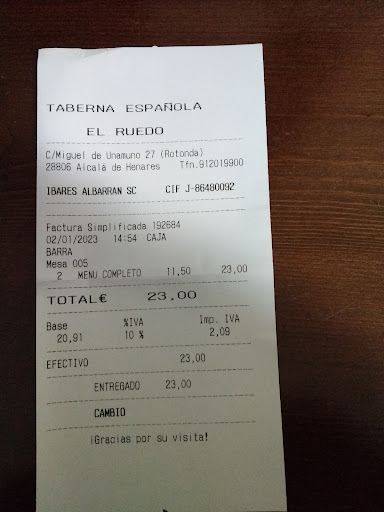 TABERNA ESPAÑOLA
EL RUEDO
C/Miguel de Unamuno 27 (Rotonda)
28806 Alcalá de Henares Tfn.912019900
IBARES ALBARRAN SC CIF J-86480092
Factura Simplificada 192684
02/01/2023 14:54 CAJA
BARRA
Mesa 005
2 MENU COMPLETO 11,50 23,00
TOTAL€ 23,00
Base %IVA Imp. IVA
20,91 10 % 2,09
EFECTIVO 23,00
ENTREGADO 23,00
CAMBIO
¡Gracias por su visita!